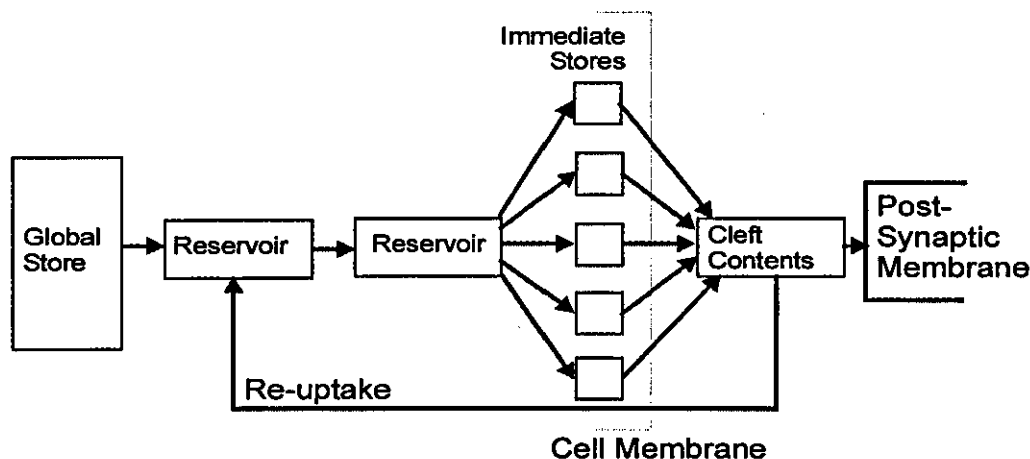 Immediate
Stores
Global
Store
Reservoir
Reservoir
Cleft
Contents
Post-
Synaptic
Membrane
Re-uptake
Cell Membrane